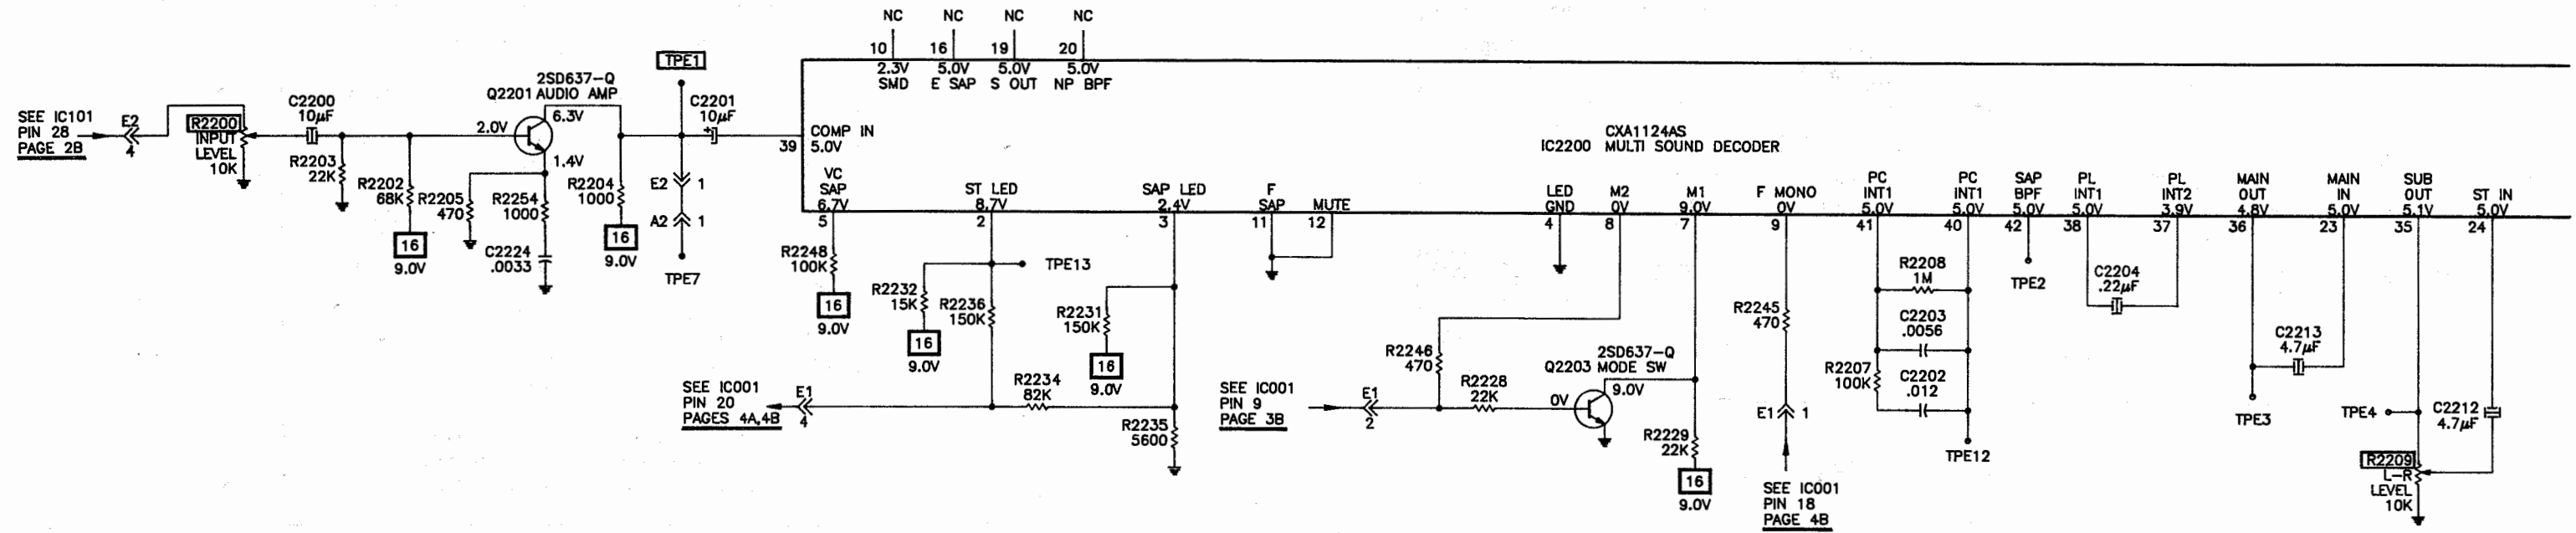 NC NC NC NC
10 16 19 20
2.3V 5.0V 5.0V 5.0V
SMD E SAP S OUT NP BPF
TPE1
2SD637-Q
Q2201 AUDIO AMP
6.3V
2.0V
1.4V
C2200
10µF
C2201
10µF
+
SEE IC101
PIN 28
PAGE 2B
E2
4
R2200
INPUT
LEVEL
10K
R2203
22K
R2202
68K
16
9.0V
R2205
470
R2254
1000
C2224
.0033
R2204
1000
16
9.0V
E2 1
A2 1
TPE7
39
COMP IN
5.0V
CXA1124AS
IC2200 MULTI SOUND DECODER
VC
SAP
6.7V
5
ST LED
8.7V
2
SAP LED
2.4V
3
F
SAP
11
MUTE
12
LED
GND
4
M2
0V
8
M1
9.0V
7
F MONO
0V
9
PC
INT1
5.0V
41
PC
INT1
5.0V
40
SAP
BPF
5.0V
42
PL
INT1
5.0V
38
PL
INT2
3.9V
37
MAIN
OUT
4.8V
36
MAIN
IN
5.0V
23
SUB
OUT
5.1V
35
ST IN
5.0V
24
R2248
100K
16
9.0V
R2232
15K
16
9.0V
R2236
150K
TPE13
R2231
150K
16
9.0V
SEE IC001
PIN 20
PAGES 4A,4B
E1
4
R2234
82K
R2235
5600
SEE IC001
PIN 9
PAGE 3B
E1
2
R2246
470
R2228
22K
2SD637-Q
Q2203 MODE SW
0V
9.0V
R2229
22K
16
9.0V
R2245
470
E1 1
SEE IC001
PIN 18
PAGE 4B
R2208
1M
C2203
.0056
R2207
100K
C2202
.012
TPE12
TPE2
C2204
.22µF
C2213
4.7µF
TPE3
TPE4
C2212
4.7µF
R2209
L-R
LEVEL
10K